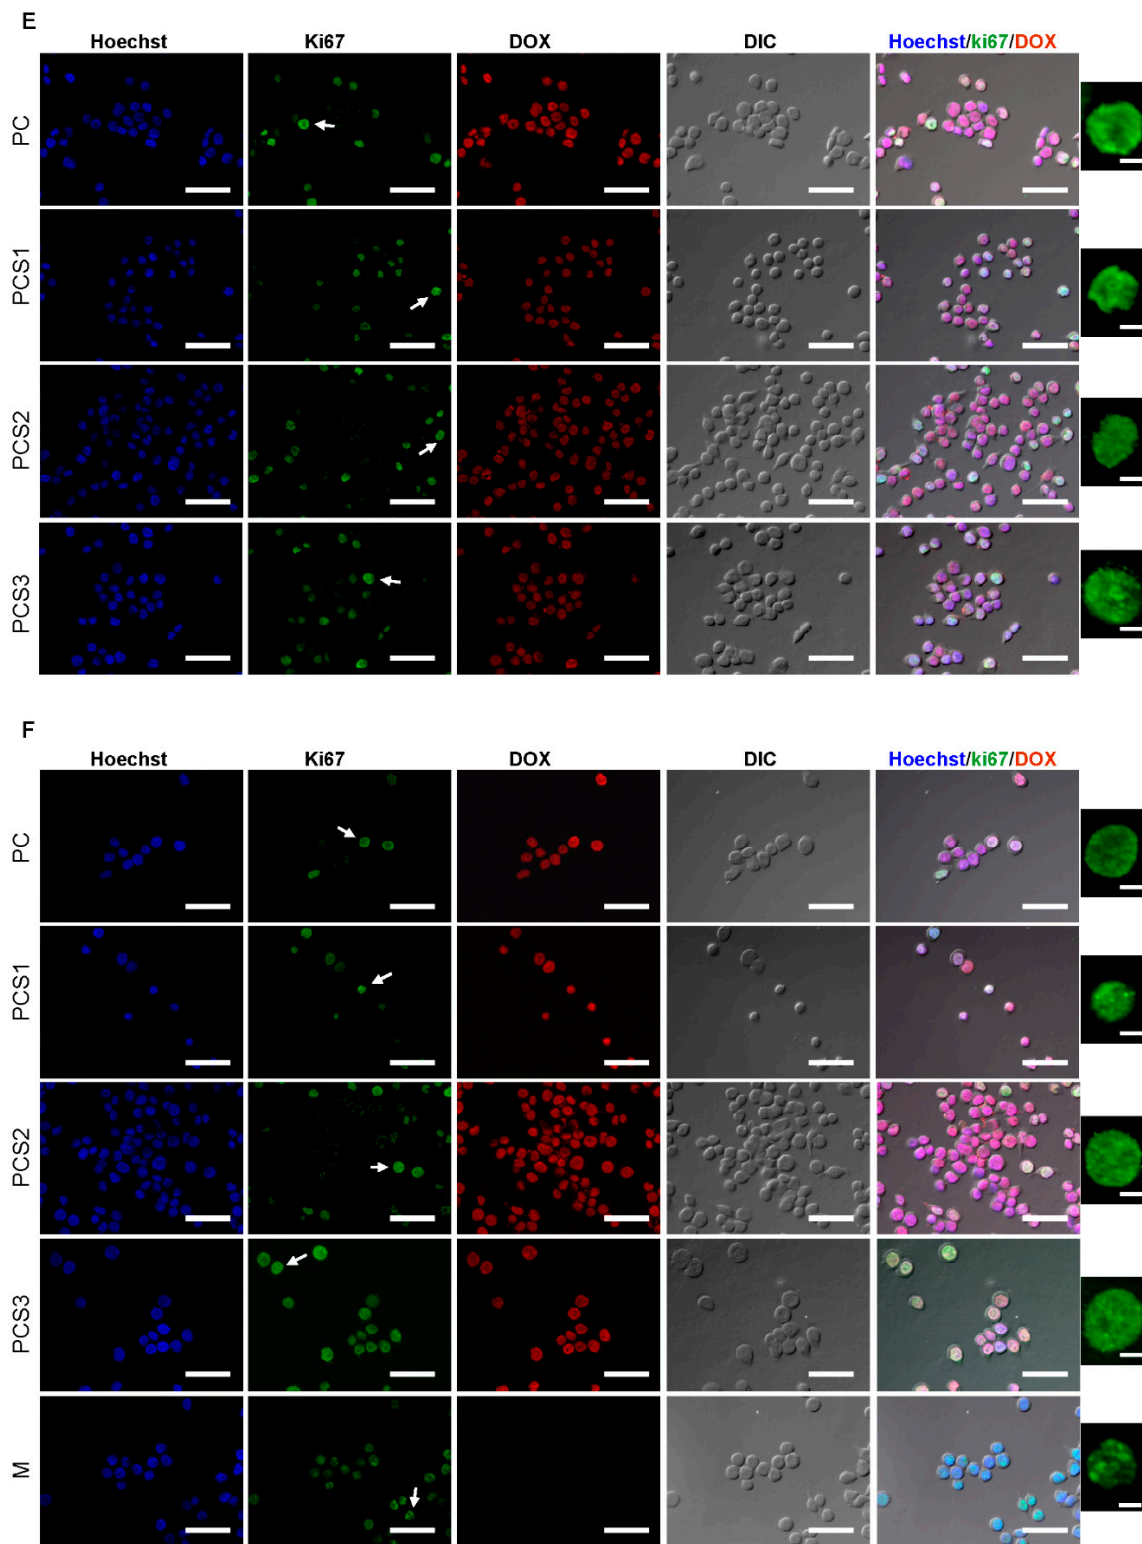 E
Hoechst Ki67 DOX DIC Hoechst/ki67/DOX
PC
PCS1
PCS2
PCS3
F
Hoechst Ki67 DOX DIC Hoechst/ki67/DOX
PC
PCS1
PCS2
PCS3
M